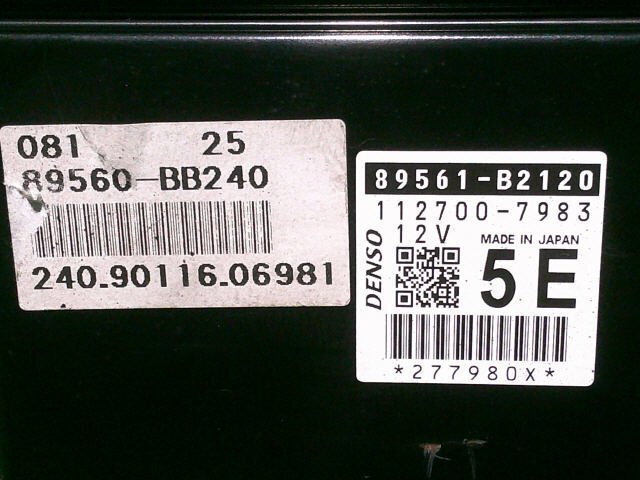 081 25
89560-BB240
240-90116-06981
89561-B2120
112700-7983
12V
MADE IN JAPAN
DENSO
5E
*277980X*